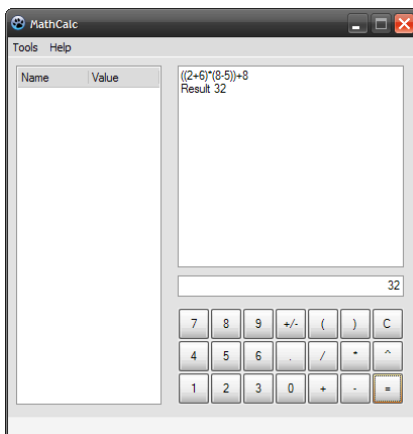 MathCalc
Tools Help
Name Value
((2+6)*(8-5))+8
Result 32
32
7 8 9 +/- ( ) C
4 5 6 . / * ^
1 2 3 0 + - =